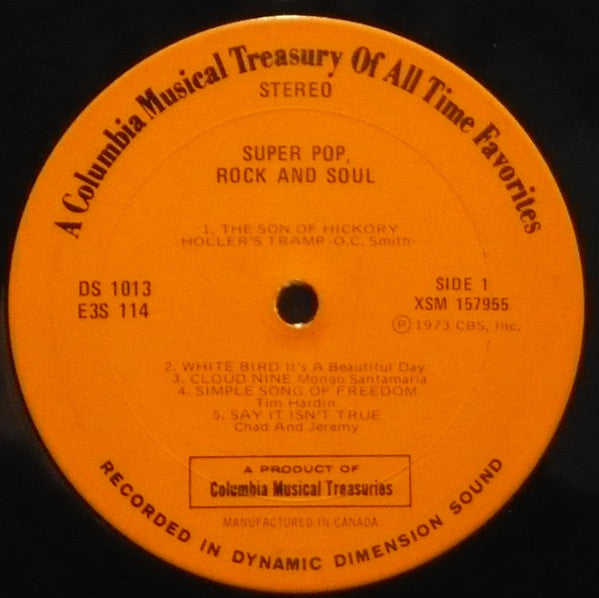 A Columbia Musical Treasury Of All Time Favorites
STEREO
SUPER POP,
ROCK AND SOUL
1. THE SON OF HICKORY
HOLLER'S TRAMP -O.C. Smith-
DS 1013
E3S 114
SIDE 1
XSM 157955
Ⓟ 1973 CBS, Inc.
2. WHITE BIRD It's A Beautiful Day
3. CLOUD NINE Mongo Santamaria
4. SIMPLE SONG OF FREEDOM
Tim Hardin
5. SAY IT ISN'T TRUE
Chad And Jeremy
A PRODUCT OF
Columbia Musical Treasuries
MANUFACTURED IN CANADA
RECORDED IN DYNAMIC DIMENSION SOUND